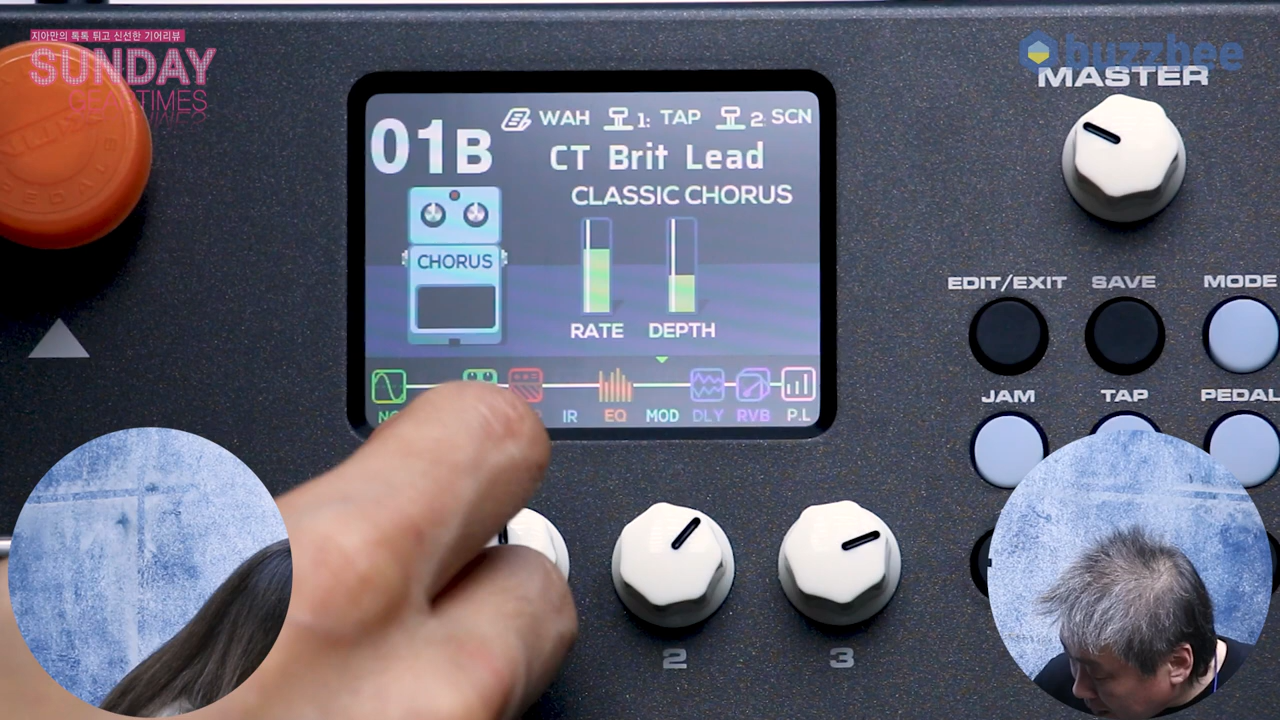 지아만의 톡톡 튀고 신선한 기어리뷰
SUNDAY
GEARTIMES
buzzbee
MASTER
01B
WAH 1: TAP 2: SCN
CT Brit Lead
CLASSIC CHORUS
CHORUS
RATE DEPTH
IR EQ MOD DLY RVB P.L
EDIT/EXIT SAVE MODE
JAM TAP PEDAL
2 3